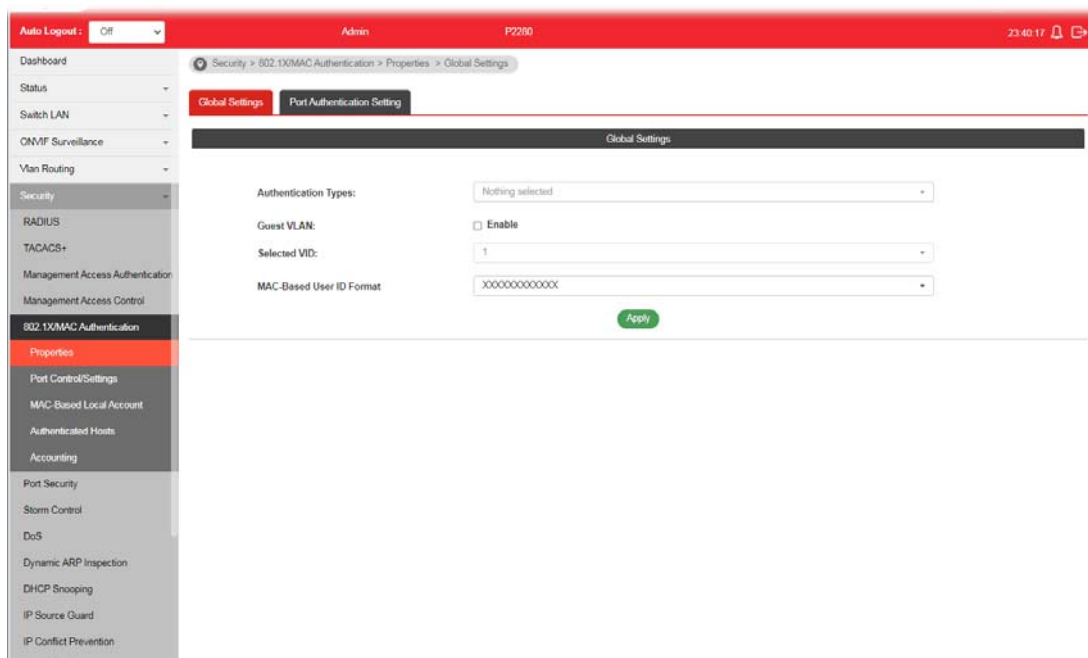 Auto Logout : Off Admin P2280 23:40:17
Dashboard
Status
Switch LAN
ONVIF Surveillance
Vlan Routing
Security
RADIUS
TACACS+
Management Access Authentication
Management Access Control
802.1X/MAC Authentication
Properties
Port Control/Settings
MAC-Based Local Account
Authenticated Hosts
Accounting
Port Security
Storm Control
DoS
Dynamic ARP Inspection
DHCP Snooping
IP Source Guard
IP Conflict Prevention
Security > 802.1X/MAC Authentication > Properties > Global Settings
Global Settings Port Authentication Setting
Global Settings
Authentication Types: Nothing selected
Guest VLAN: Enable
Selected VID: 1
MAC-Based User ID Format XXXXXXXXXXXX
Apply